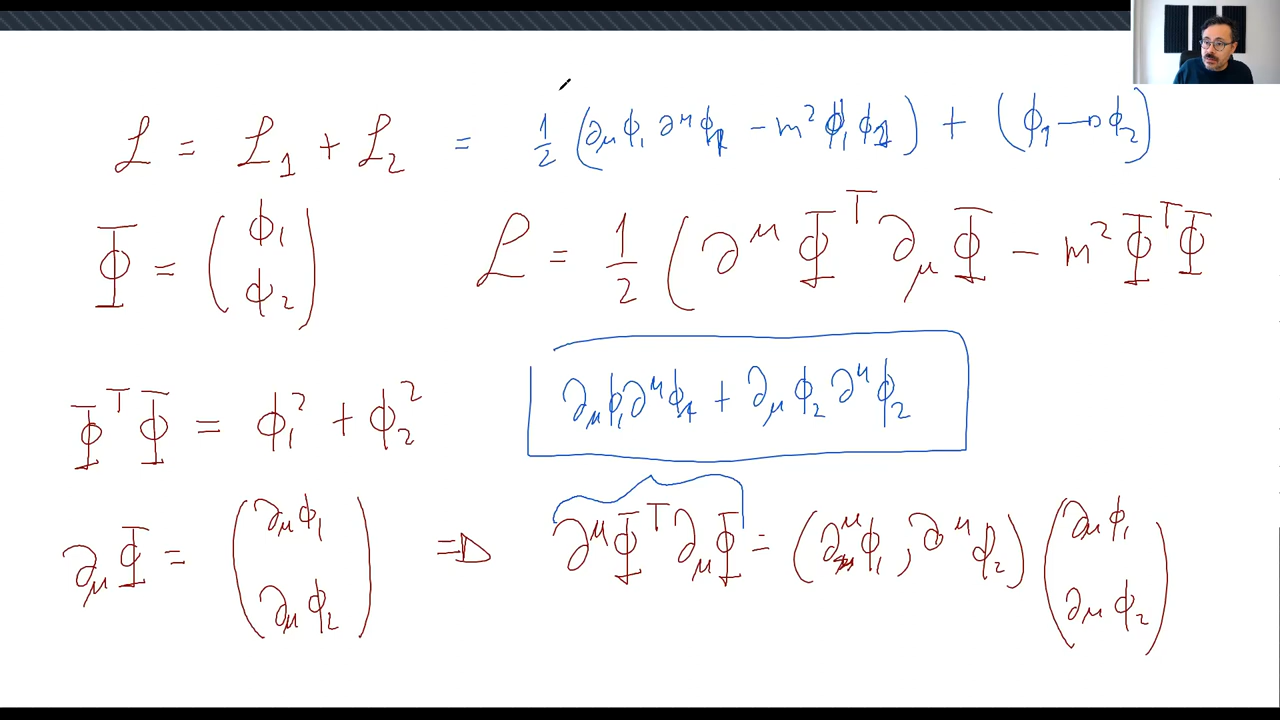 ℒ = ℒ₁ + ℒ₂ = 1/2 (∂_μ ϕ₁ ∂^μ ϕ₁ − m² ϕ₁ ϕ₁) + (ϕ₁ → ϕ₂)
Φ = (ϕ₁ ϕ₂) ℒ = 1/2 (∂^μ Φ^T ∂_μ Φ − m² Φ^T Φ
∂_μ ϕ₁ ∂^μ ϕ₁ + ∂_μ ϕ₂ ∂^μ ϕ₂
Φ^T Φ = ϕ₁² + ϕ₂²
∂_μ Φ = (∂_μ ϕ₁ ∂_μ ϕ₂) ⇒ ∂^μ Φ^T ∂_μ Φ = (∂^μ ϕ₁, ∂^μ ϕ₂) (∂_μ ϕ₁ ∂_μ ϕ₂)